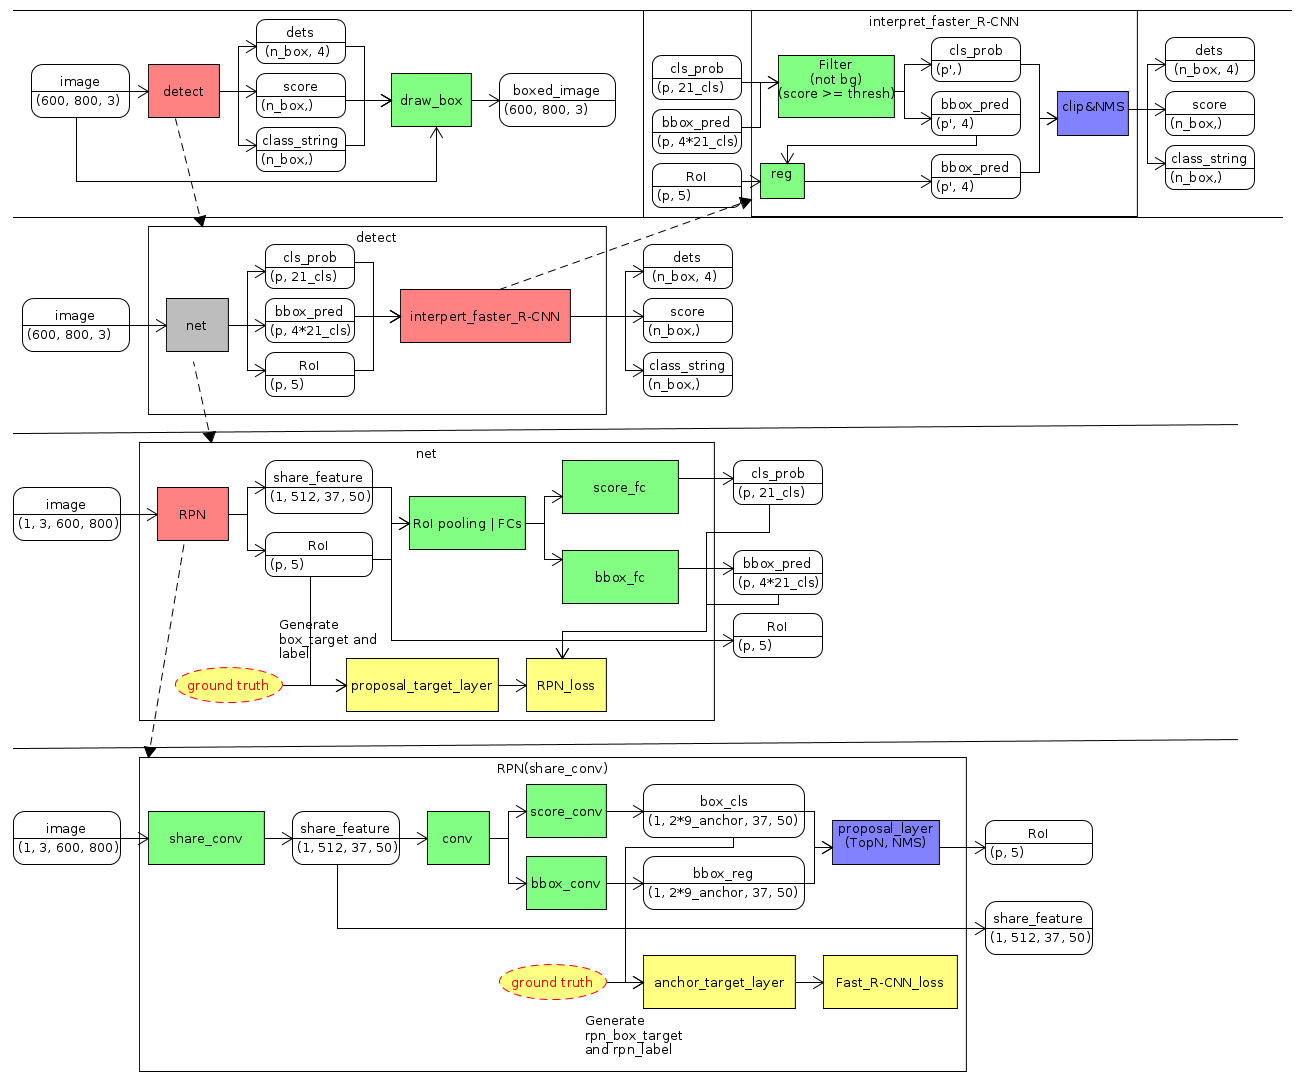 image
(600, 800, 3)
detect
dets
(n_box, 4)
score
(n_box,)
class_string
(n_box,)
draw_box
boxed_image
(600, 800, 3)
interpret_faster_R-CNN
cls_prob
(p, 21_cls)
bbox_pred
(p, 4*21_cls)
RoI
(p, 5)
Filter
(not bg)
(score >= thresh)
reg
cls_prob
(p',)
bbox_pred
(p', 4)
bbox_pred
(p', 4)
clip&NMS
dets
(n_box, 4)
score
(n_box,)
class_string
(n_box,)
detect
image
(600, 800, 3)
net
cls_prob
(p, 21_cls)
bbox_pred
(p, 4*21_cls)
RoI
(p, 5)
interpert_faster_R-CNN
dets
(n_box, 4)
score
(n_box,)
class_string
(n_box,)
net
image
(1, 3, 600, 800)
RPN
share_feature
(1, 512, 37, 50)
RoI
(p, 5)
RoI pooling | FCs
score_fc
bbox_fc
cls_prob
(p, 21_cls)
bbox_pred
(p, 4*21_cls)
RoI
(p, 5)
Generate
box_target and
label
ground truth
proposal_target_layer
RPN_loss
RPN(share_conv)
image
(1, 3, 600, 800)
share_conv
share_feature
(1, 512, 37, 50)
conv
score_conv
bbox_conv
box_cls
(1, 2*9_anchor, 37, 50)
bbox_reg
(1, 2*9_anchor, 37, 50)
proposal_layer
(TopN, NMS)
RoI
(p, 5)
share_feature
(1, 512, 37, 50)
ground truth
anchor_target_layer
Fast_R-CNN_loss
Generate
rpn_box_target
and rpn_label